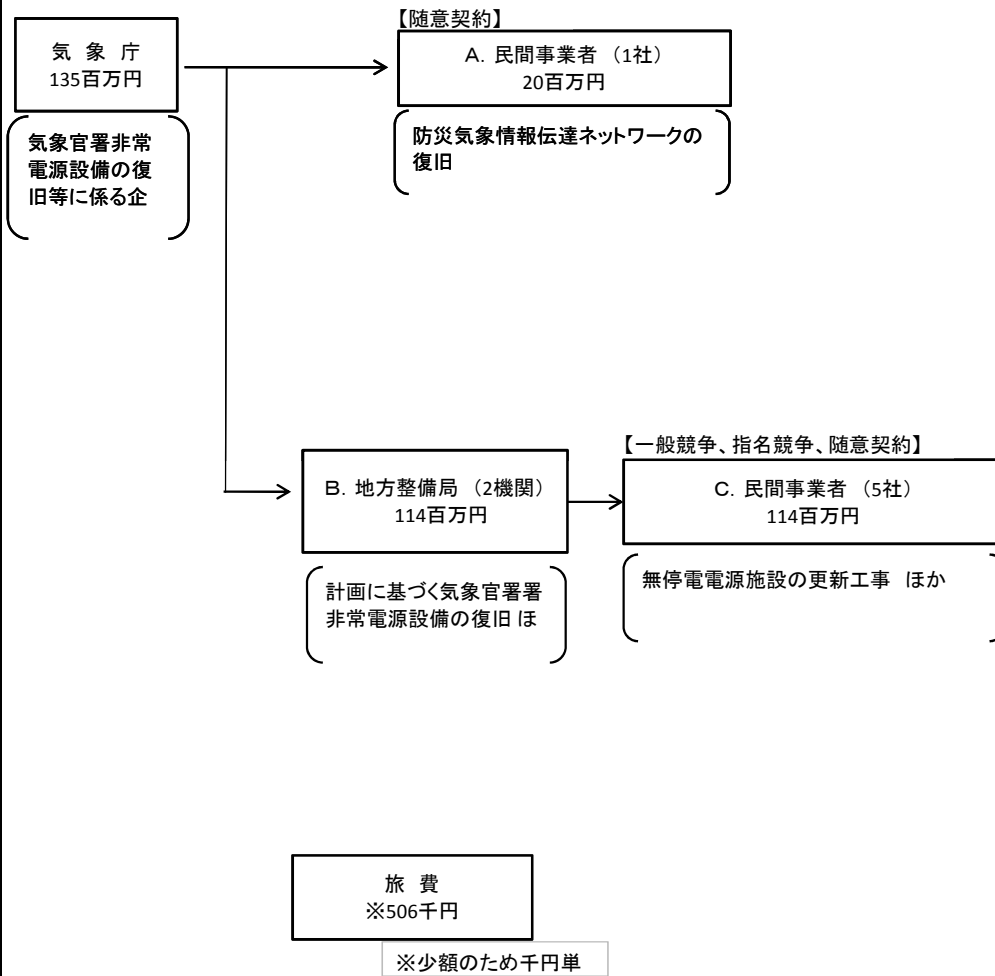 【随意契約】
気 象 庁
135百万円
A. 民間事業者 （1社）
20百万円
気象官署非常
電源設備の復
旧等に係る企
防災気象情報伝達ネットワークの
復旧
【一般競争、指名競争、随意契約】
B. 地方整備局 （2機関）
114百万円
C. 民間事業者 （5社）
114百万円
計画に基づく気象官署署
非常電源設備の復旧 ほ
無停電電源施設の更新工事 ほか
旅 費
※506千円
※少額のため千円単